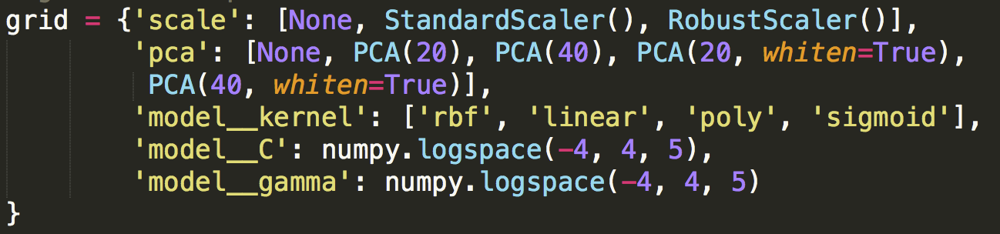 grid = {'scale': [None, StandardScaler(), RobustScaler()],
'pca': [None, PCA(20), PCA(40), PCA(20, whiten=True),
PCA(40, whiten=True)],
'model__kernel': ['rbf', 'linear', 'poly', 'sigmoid'],
'model__C': numpy.logspace(-4, 4, 5),
'model__gamma': numpy.logspace(-4, 4, 5)
}